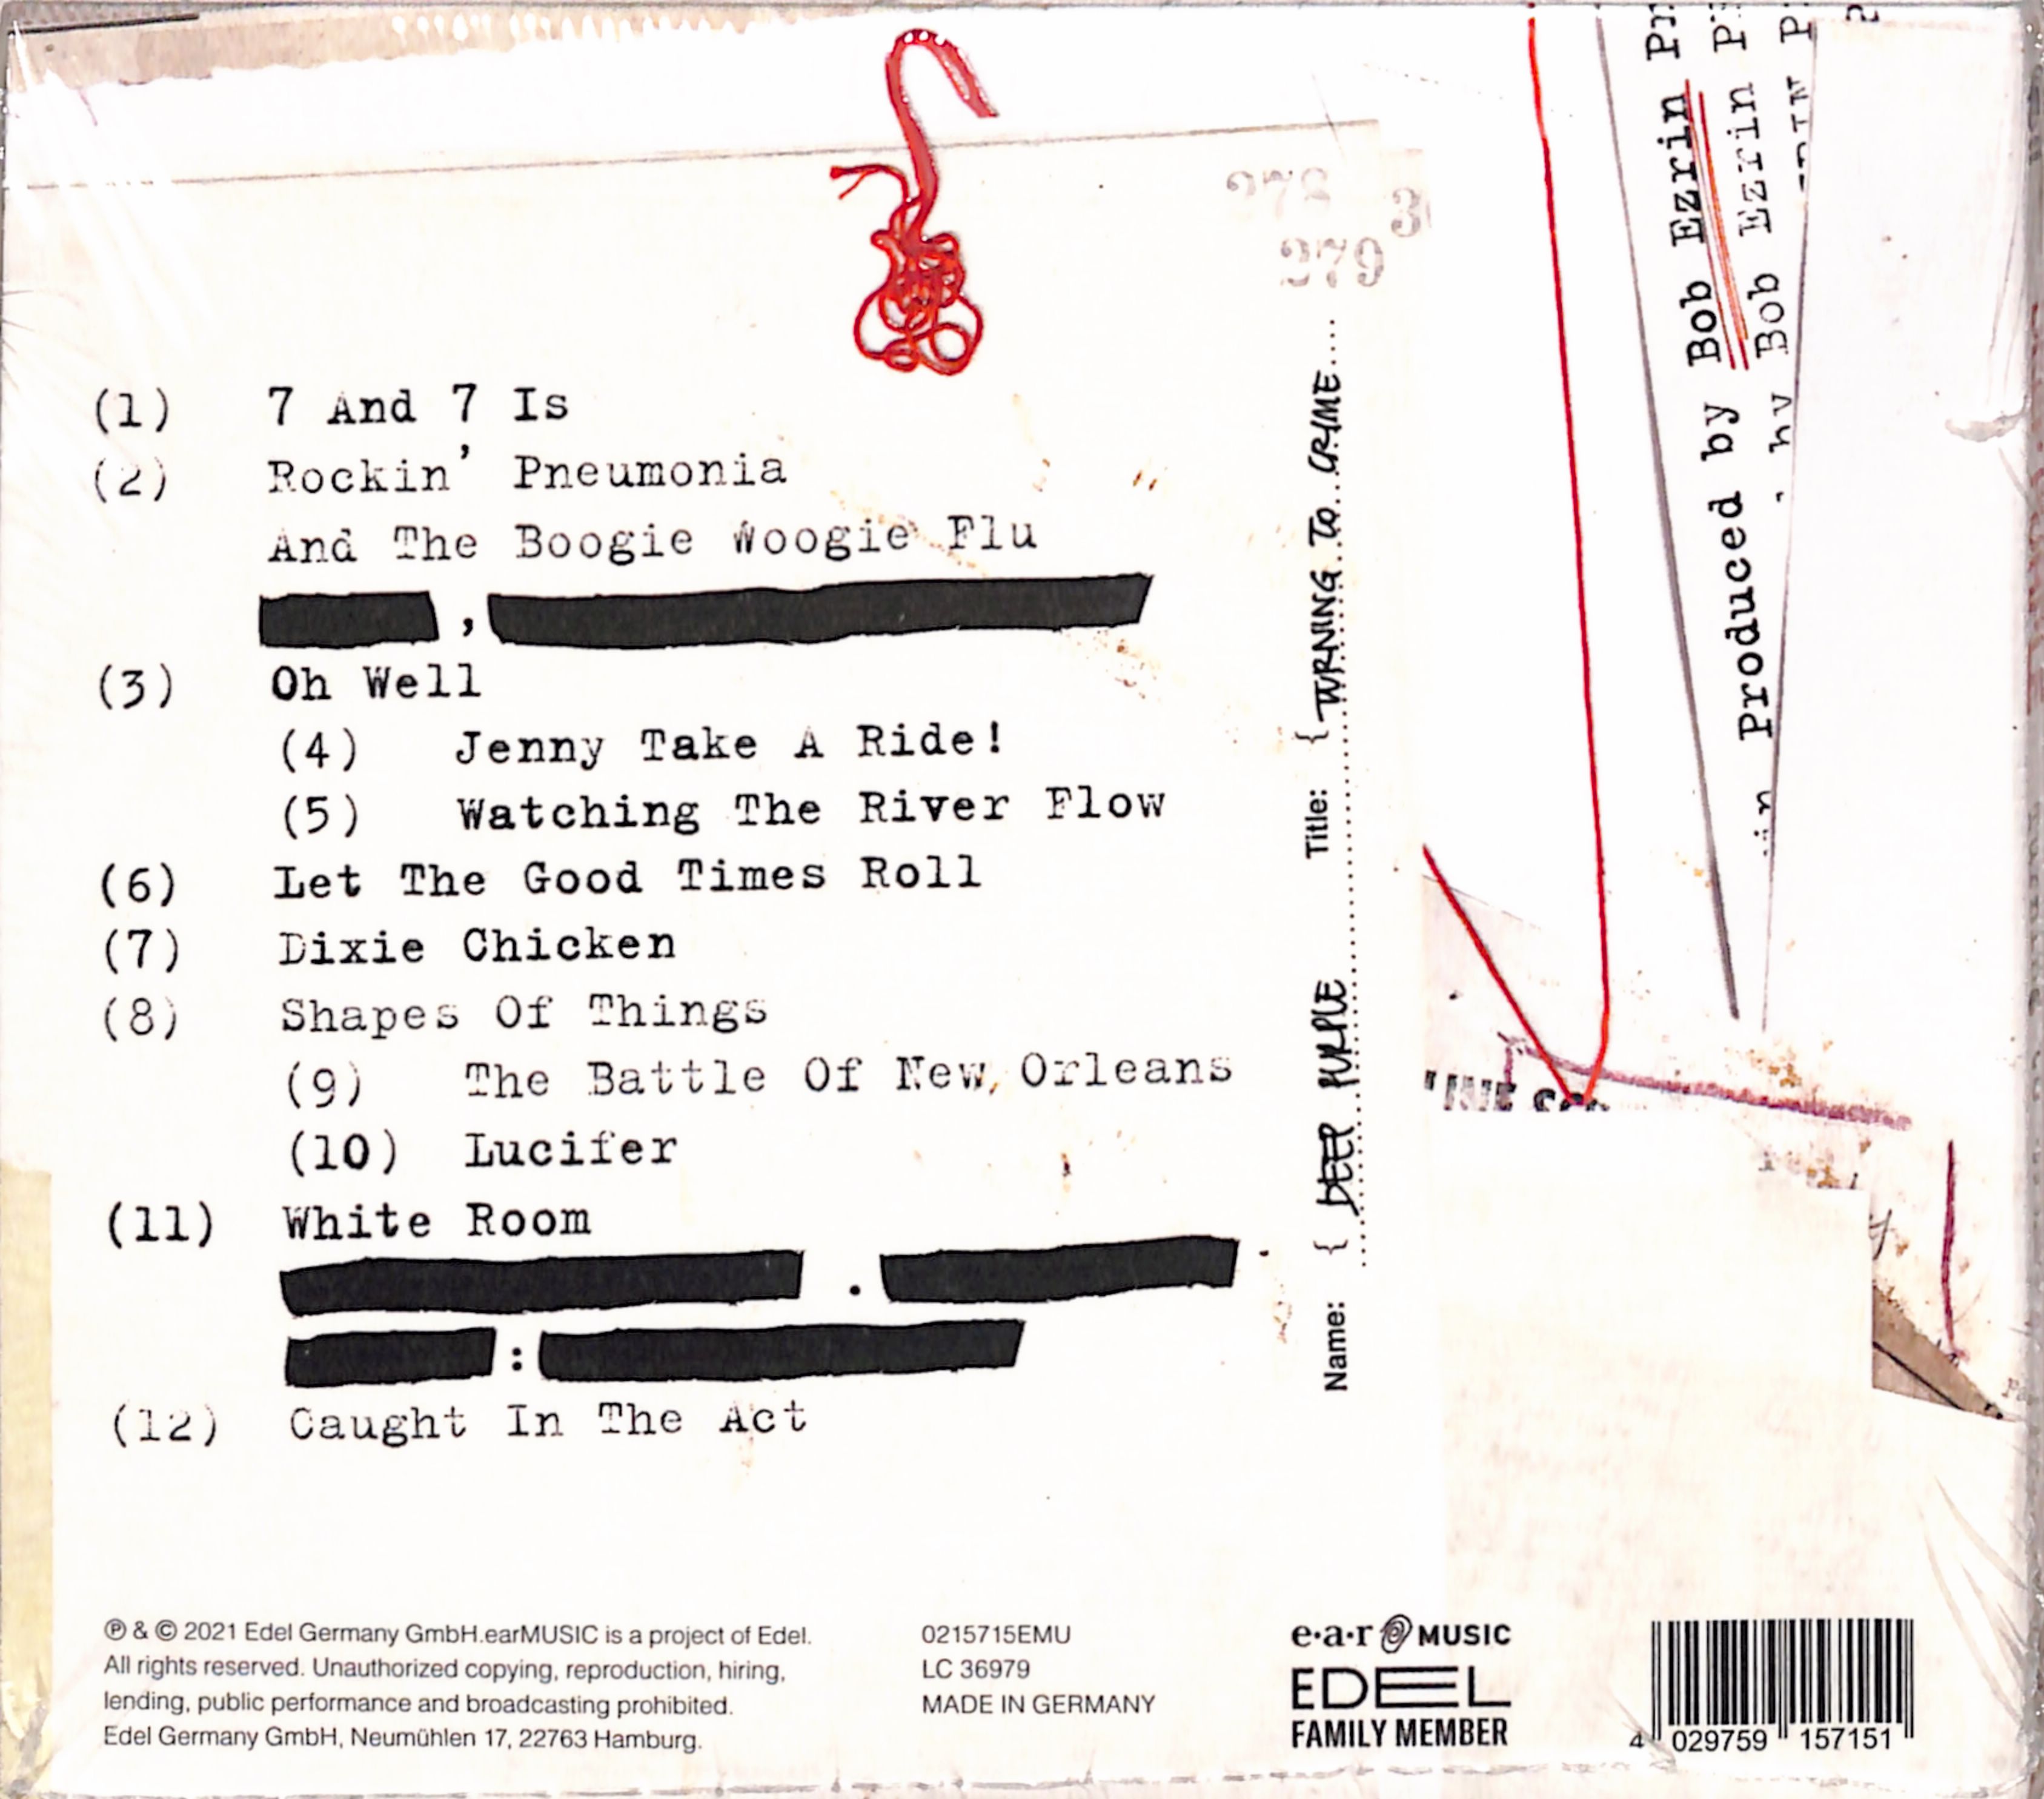 (1) 7 And 7 Is
(2) Rockin' Pneumonia
And The Boogie Woogie Flu
,
(3) Oh Well
(4) Jenny Take A Ride!
(5) Watching The River Flow
(6) Let The Good Times Roll
(7) Dixie Chicken
(8) Shapes Of Things
(9) The Battle Of New Orleans
(10) Lucifer
(11) White Room
.
:
(12) Caught In The Act
278
279
Name: { DEEP PURPLE
Title: { TURNING TO CRIME
Produced by Bob Ezrin
Bob Ezrin
℗ & © 2021 Edel Germany GmbH.earMUSIC is a project of Edel.
All rights reserved. Unauthorized copying, reproduction, hiring,
lending, public performance and broadcasting prohibited.
Edel Germany GmbH, Neumühlen 17, 22763 Hamburg.
0215715EMU
LC 36979
MADE IN GERMANY
e·a·r MUSIC
EDEL
FAMILY MEMBER
4 029759 157151